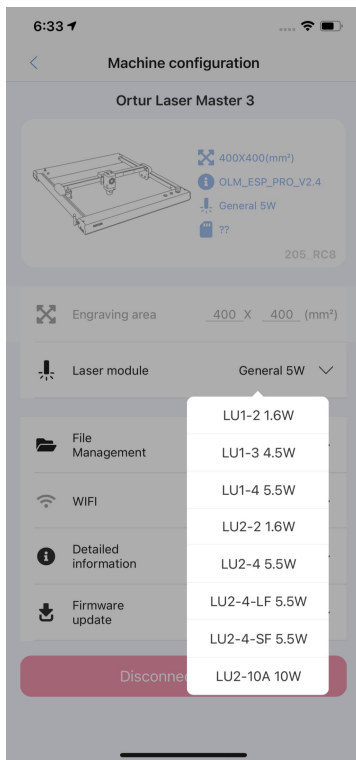 6:33
Machine configuration
Ortur Laser Master 3
400X400(mm²)
OLM_ESP_PRO_V2.4
General 5W
??
205_RC8
Engraving area 400 X 400 (mm²)
Laser module General 5W
LU1-2 1.6W
LU1-3 4.5W
LU1-4 5.5W
LU2-2 1.6W
LU2-4 5.5W
LU2-4-LF 5.5W
LU2-4-SF 5.5W
LU2-10A 10W
File
Management
WIFI
Detailed
information
Firmware
update
Disconne